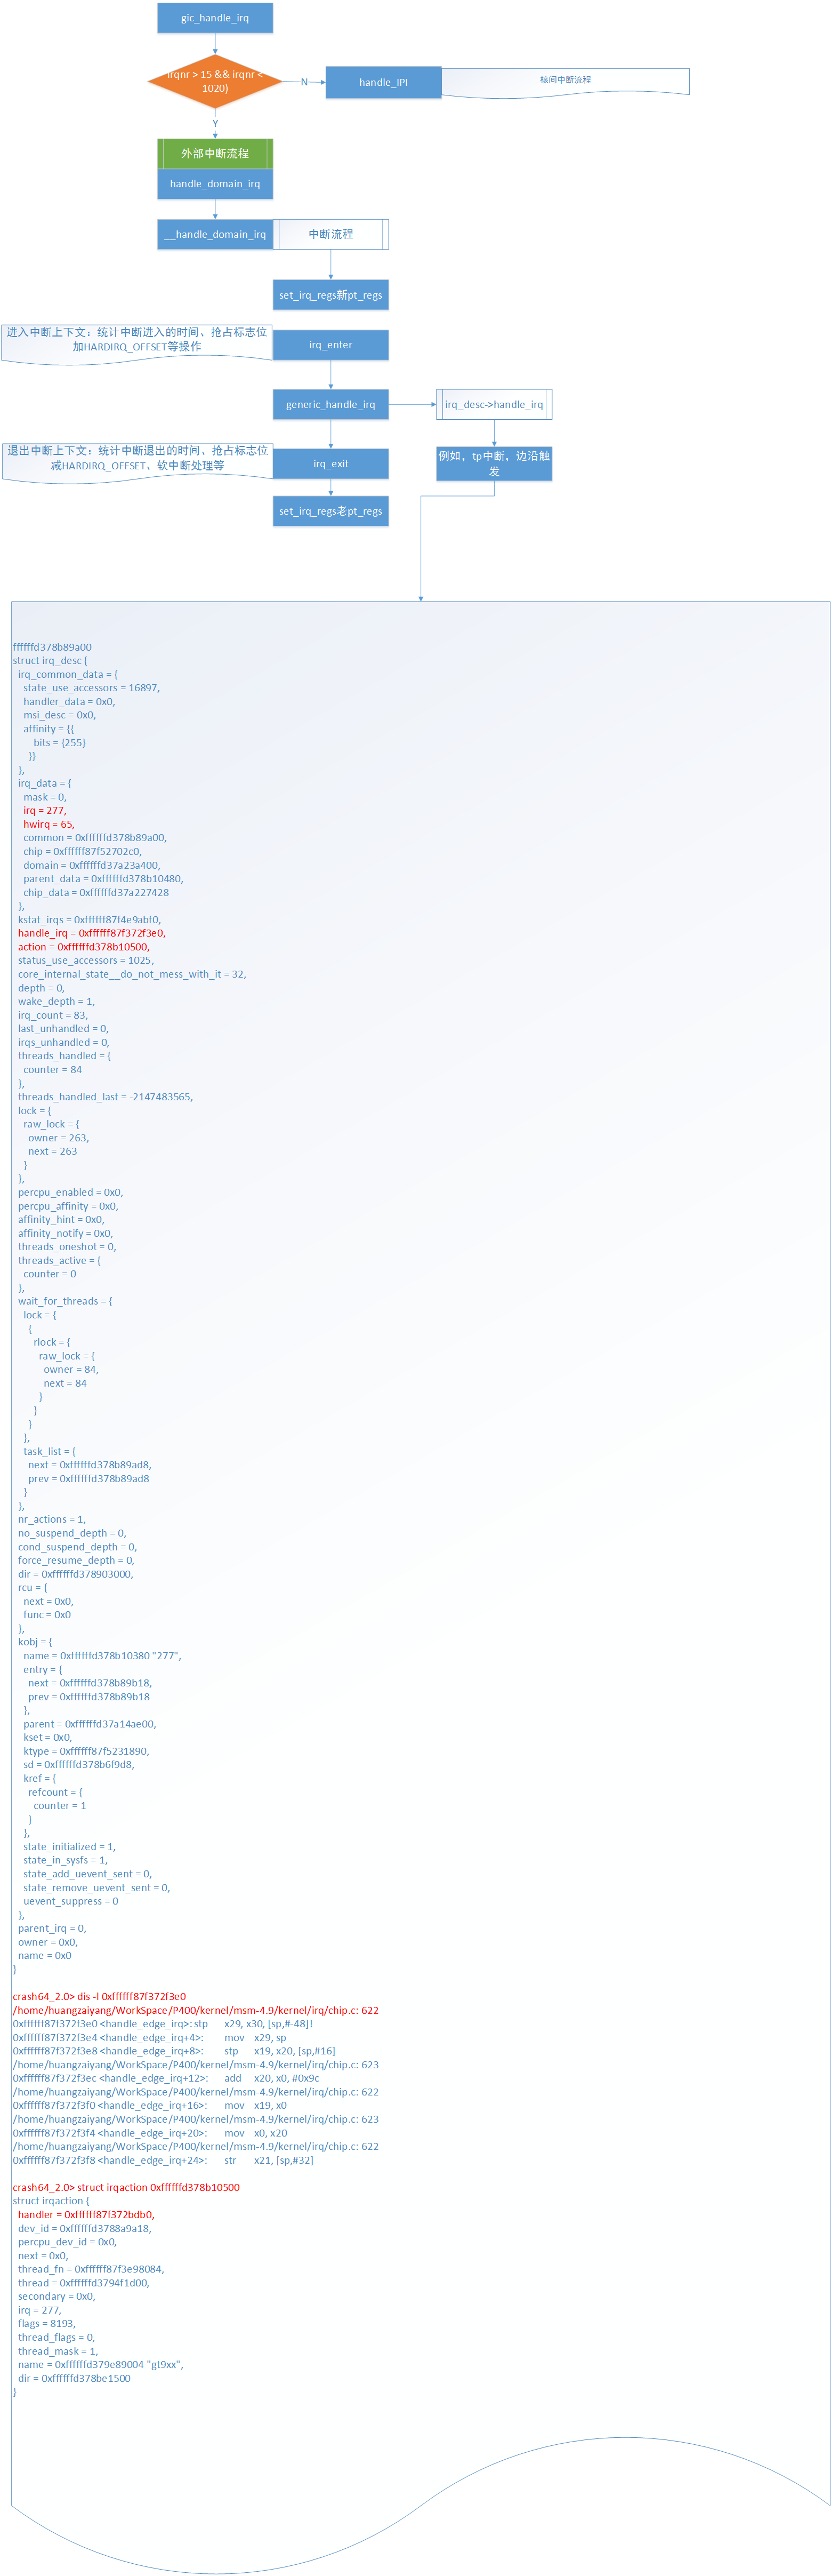 gic_handle_irq
irqnr > 15 && irqnr <
1020)
N
handle_IPI
核间中断流程
Y
外部中断流程
handle_domain_irq
__handle_domain_irq
中断流程
set_irq_regs新pt_regs
进入中断上下文：统计中断进入的时间、抢占标志位
加HARDIRQ_OFFSET等操作
irq_enter
generic_handle_irq
irq_desc->handle_irq
退出中断上下文：统计中断退出的时间、抢占标志位
减HARDIRQ_OFFSET、软中断处理等
irq_exit
例如，tp中断，边沿触
发
set_irq_regs老pt_regs
ffffffd378b89a00
struct irq_desc {
  irq_common_data = {
    state_use_accessors = 16897,
    handler_data = 0x0,
    msi_desc = 0x0,
    affinity = {{
        bits = {255}
      }}
  },
  irq_data = {
    mask = 0,
    irq = 277,
    hwirq = 65,
    common = 0xffffffd378b89a00,
    chip = 0xffffff87f52702c0,
    domain = 0xffffffd37a23a400,
    parent_data = 0xffffffd378b10480,
    chip_data = 0xffffffd37a227428
  },
  kstat_irqs = 0xffffff87f4e9abf0,
  handle_irq = 0xffffff87f372f3e0,
  action = 0xffffffd378b10500,
  status_use_accessors = 1025,
  core_internal_state__do_not_mess_with_it = 32,
  depth = 0,
  wake_depth = 1,
  irq_count = 83,
  last_unhandled = 0,
  irqs_unhandled = 0,
  threads_handled = {
    counter = 84
  },
  threads_handled_last = -2147483565,
  lock = {
    raw_lock = {
      owner = 263,
      next = 263
    }
  },
  percpu_enabled = 0x0,
  percpu_affinity = 0x0,
  affinity_hint = 0x0,
  affinity_notify = 0x0,
  threads_oneshot = 0,
  threads_active = {
    counter = 0
  },
  wait_for_threads = {
    lock = {
      {
        rlock = {
          raw_lock = {
            owner = 84,
            next = 84
          }
        }
      }
    },
    task_list = {
      next = 0xffffffd378b89ad8,
      prev = 0xffffffd378b89ad8
    }
  },
  nr_actions = 1,
  no_suspend_depth = 0,
  cond_suspend_depth = 0,
  force_resume_depth = 0,
  dir = 0xffffffd378903000,
  rcu = {
    next = 0x0,
    func = 0x0
  },
  kobj = {
    name = 0xffffffd378b10380 "277",
    entry = {
      next = 0xffffffd378b89b18,
      prev = 0xffffffd378b89b18
    },
    parent = 0xffffffd37a14ae00,
    kset = 0x0,
    ktype = 0xffffff87f5231890,
    sd = 0xffffffd378b6f9d8,
    kref = {
      refcount = {
        counter = 1
      }
    },
    state_initialized = 1,
    state_in_sysfs = 1,
    state_add_uevent_sent = 0,
    state_remove_uevent_sent = 0,
    uevent_suppress = 0
  },
  parent_irq = 0,
  owner = 0x0,
  name = 0x0
}
crash64_2.0> dis -l 0xffffff87f372f3e0
/home/huangzaiyang/WorkSpace/P400/kernel/msm-4.9/kernel/irq/chip.c: 622
0xffffff87f372f3e0 <handle_edge_irq>: stp x29, x30, [sp,#-48]!
0xffffff87f372f3e4 <handle_edge_irq+4>: mov x29, sp
0xffffff87f372f3e8 <handle_edge_irq+8>: stp x19, x20, [sp,#16]
/home/huangzaiyang/WorkSpace/P400/kernel/msm-4.9/kernel/irq/chip.c: 623
0xffffff87f372f3ec <handle_edge_irq+12>: add x20, x0, #0x9c
/home/huangzaiyang/WorkSpace/P400/kernel/msm-4.9/kernel/irq/chip.c: 622
0xffffff87f372f3f0 <handle_edge_irq+16>: mov x19, x0
/home/huangzaiyang/WorkSpace/P400/kernel/msm-4.9/kernel/irq/chip.c: 623
0xffffff87f372f3f4 <handle_edge_irq+20>: mov x0, x20
/home/huangzaiyang/WorkSpace/P400/kernel/msm-4.9/kernel/irq/chip.c: 622
0xffffff87f372f3f8 <handle_edge_irq+24>: str x21, [sp,#32]
crash64_2.0> struct irqaction 0xffffffd378b10500
struct irqaction {
  handler = 0xffffff87f372bdb0,
  dev_id = 0xffffffd3788a9a18,
  percpu_dev_id = 0x0,
  next = 0x0,
  thread_fn = 0xffffff87f3e98084,
  thread = 0xffffffd3794f1d00,
  secondary = 0x0,
  irq = 277,
  flags = 8193,
  thread_flags = 0,
  thread_mask = 1,
  name = 0xffffffd379e89004 "gt9xx",
  dir = 0xffffffd378be1500
}